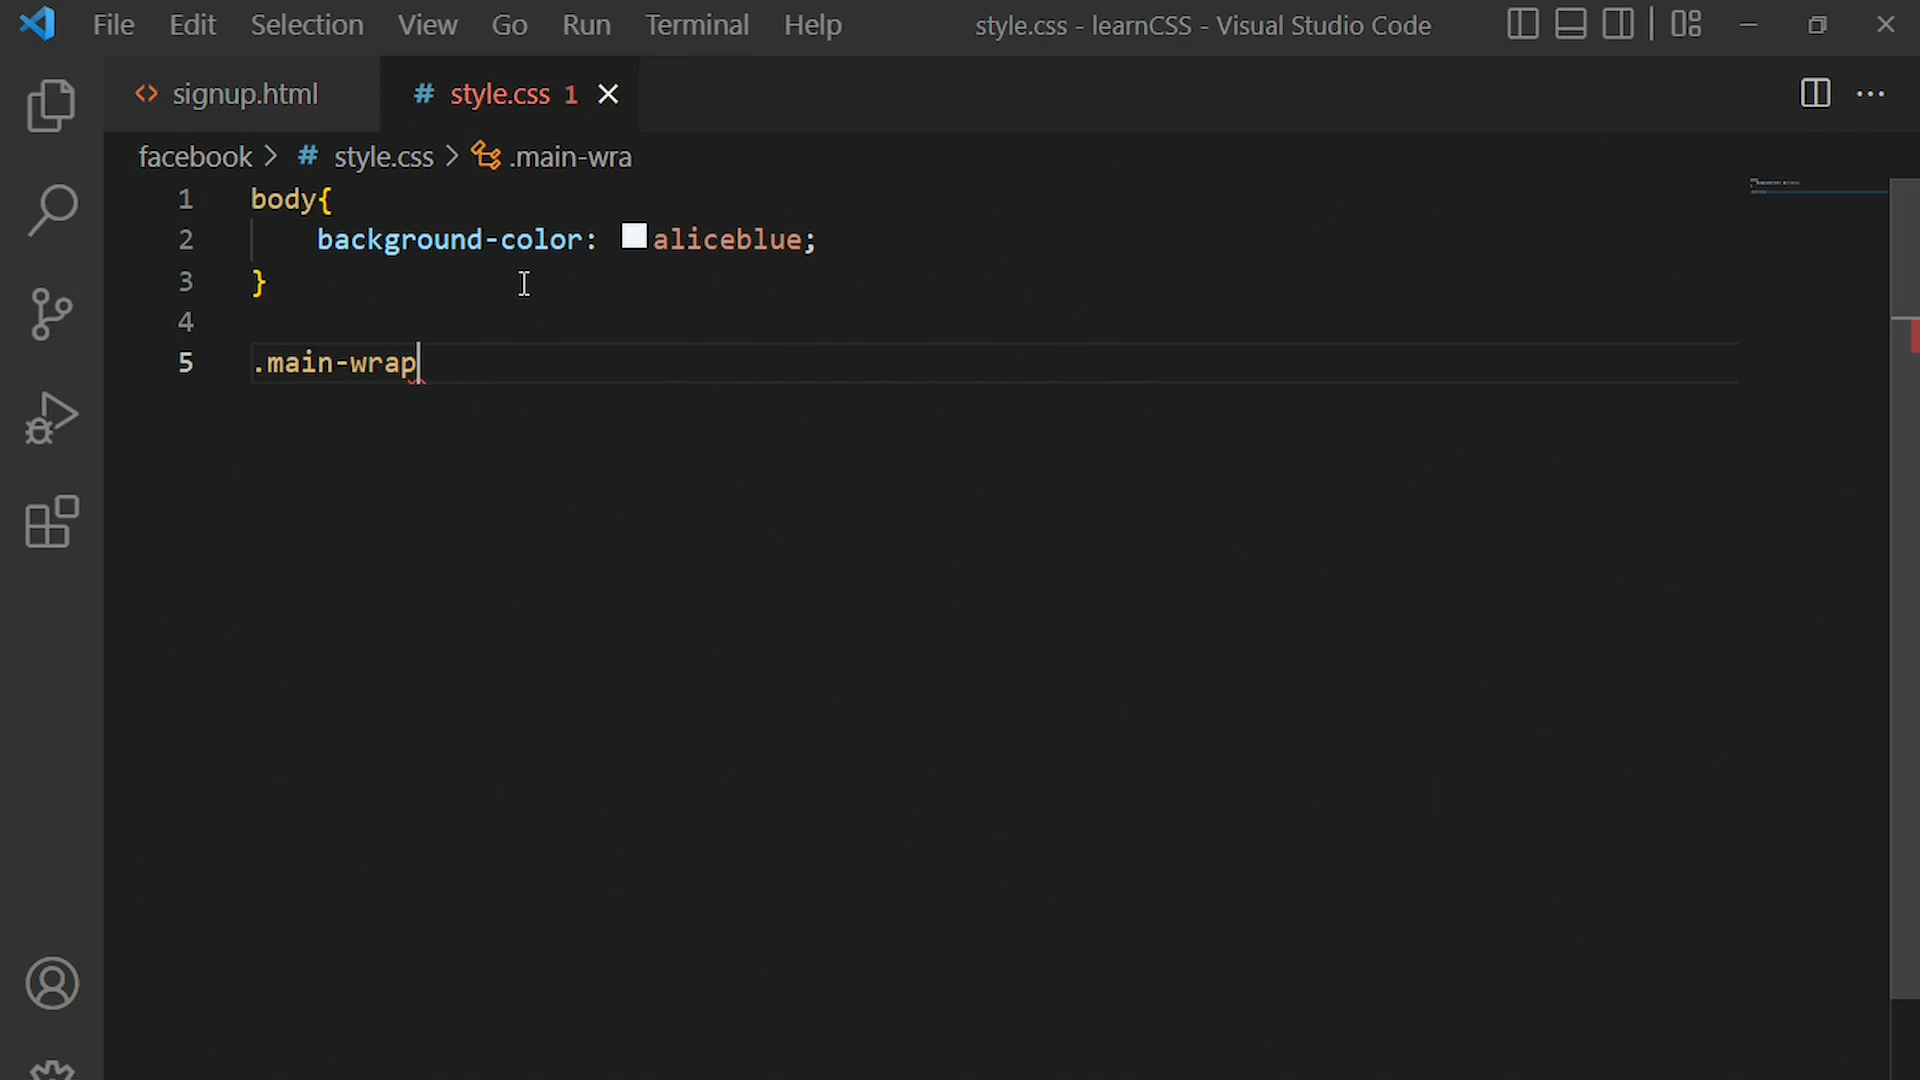 File Edit Selection View Go Run Terminal Help style.css - learnCSS - Visual Studio Code
signup.html # style.css 1
facebook > # style.css > .main-wra
1 body{
2 background-color: aliceblue;
3 }
4
5 .main-wrap